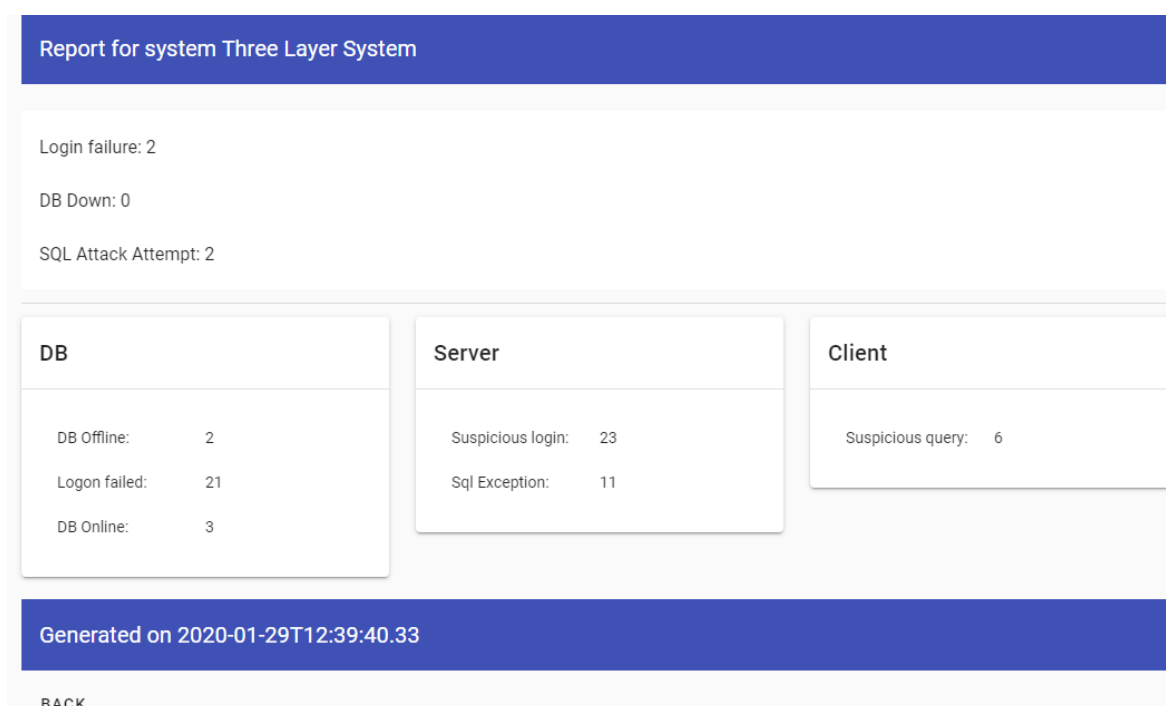 Report for system Three Layer System
Login failure: 2
DB Down: 0
SQL Attack Attempt: 2
DB
DB Offline: 2
Logon failed: 21
DB Online: 3
Server
Suspicious login: 23
Sql Exception: 11
Client
Suspicious query: 6
Generated on 2020-01-29T12:39:40.33
BACK